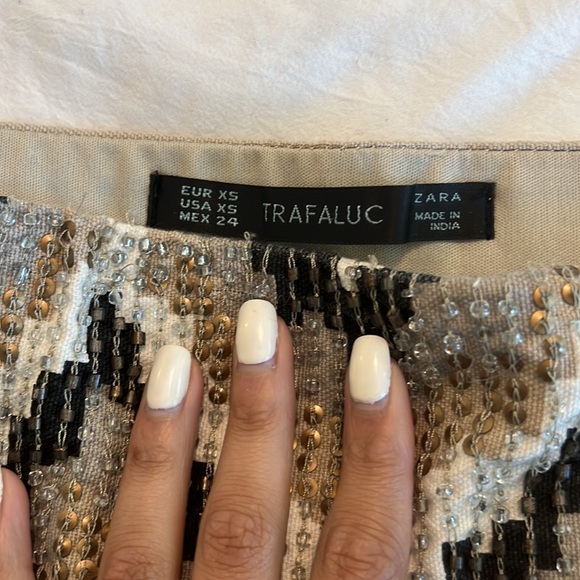 EUR XS
USA XS
MEX 24
TRAFALUC
ZARA
MADE IN
INDIA